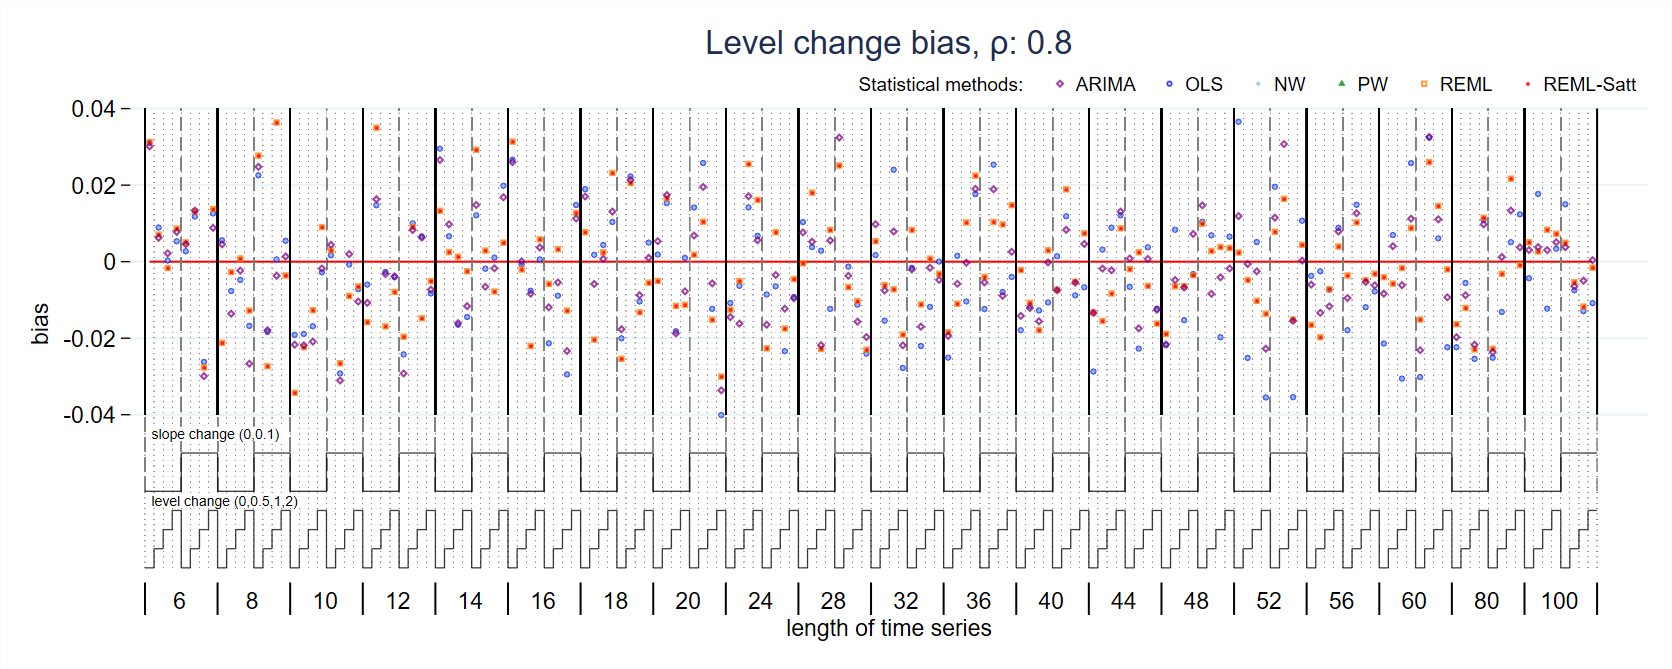 Level change bias, ρ: 0.8
Statistical methods: ARIMA OLS NW PW REML REML-Satt
0.04
0.02
0
-0.02
-0.04
bias
slope change (0,0.1)
level change (0,0.5,1,2)
6 8 10 12 14 16 18 20 24 28 32 36 40 44 48 52 56 60 80 100
length of time series